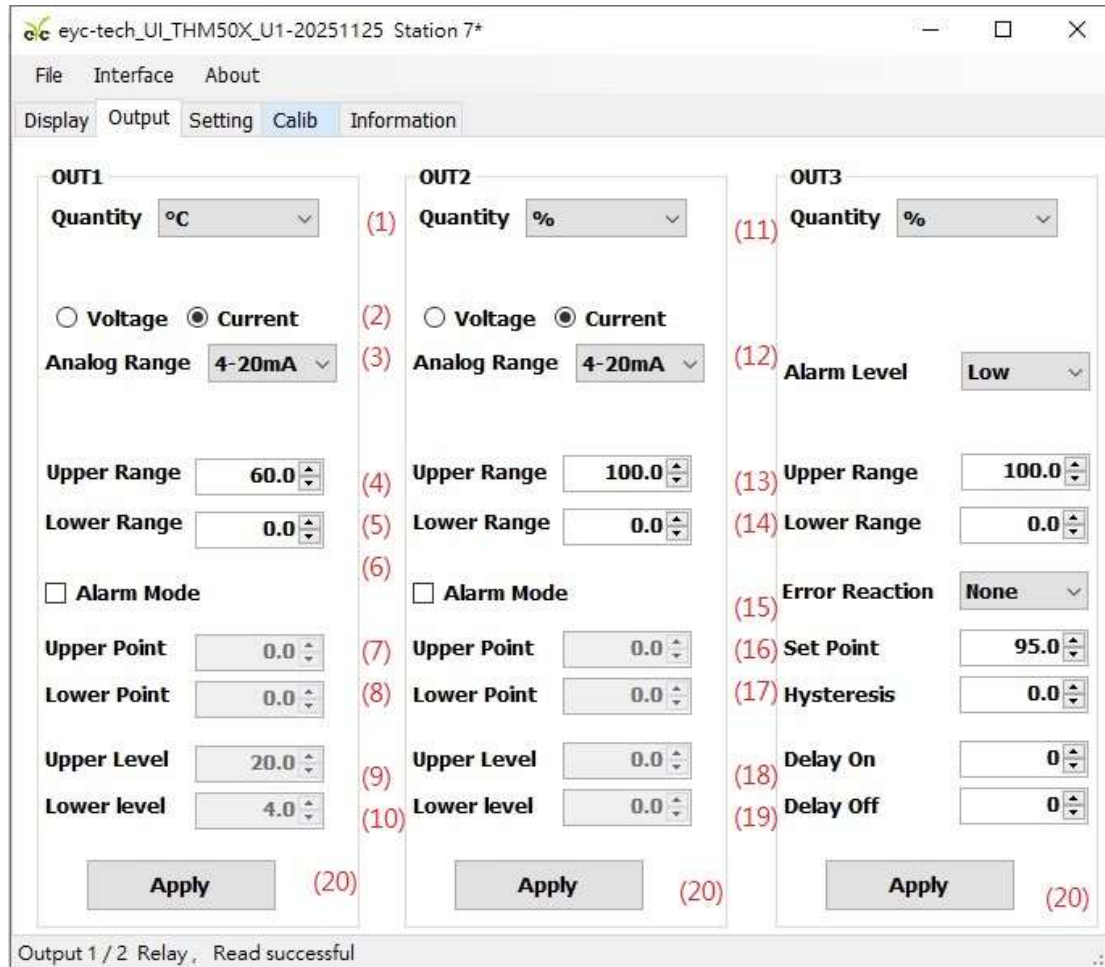 eyc eyc-tech_UI_THM50X_U1-20251125 Station 7*
File Interface About
Display Output Setting Calib Information
OUT1
Quantity °C
(1)
Voltage Current
(2)
Analog Range 4-20mA
(3)
Upper Range 60.0
(4)
Lower Range 0.0
(5)
(6)
Alarm Mode
Upper Point 0.0
(7)
Lower Point 0.0
(8)
Upper Level 20.0
(9)
Lower level 4.0
(10)
Apply
(20)
OUT2
Quantity %
Voltage Current
Analog Range 4-20mA
Upper Range 100.0
Lower Range 0.0
Alarm Mode
Upper Point 0.0
Lower Point 0.0
Upper Level 0.0
Lower level 0.0
Apply
(20)
OUT3
(11)
Quantity %
(12)
Alarm Level Low
(13)
Upper Range 100.0
(14)
Lower Range 0.0
(15)
Error Reaction None
(16)
Set Point 95.0
(17)
Hysteresis 0.0
(18)
Delay On 0
(19)
Delay Off 0
Apply
(20)
Output 1 / 2 Relay , Read successful